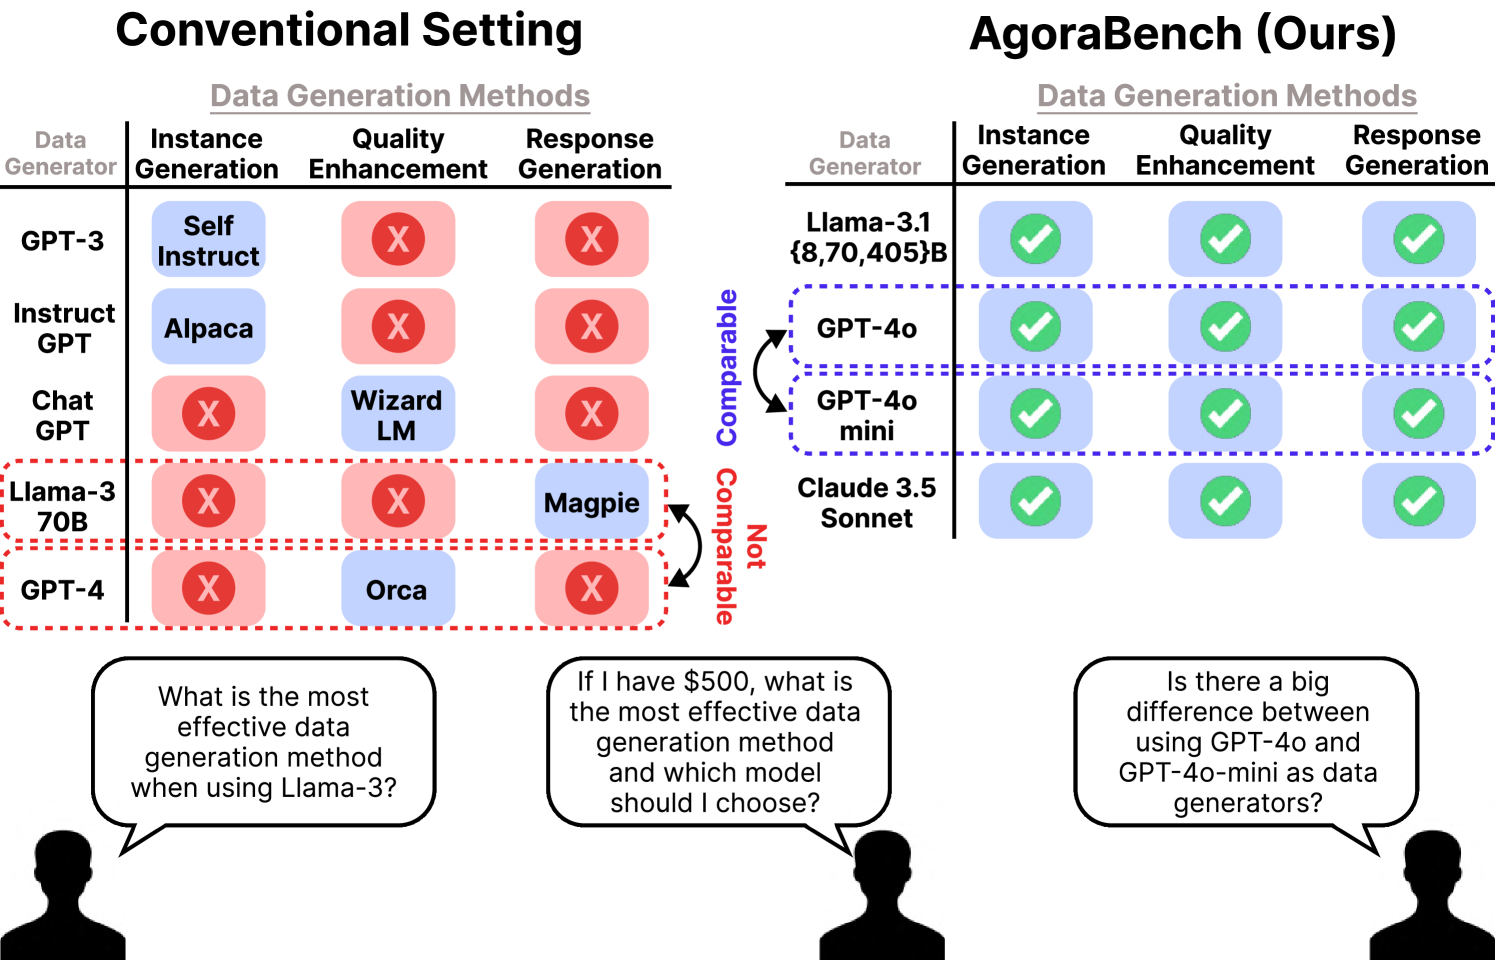 Conventional Setting
Data Generation Methods
Data
Generator
Instance
Generation
Quality
Enhancement
Response
Generation
GPT-3
Self
Instruct
X
X
Instruct
GPT
Alpaca
X
X
Chat
GPT
X
Wizard
LM
X
Llama-3
70B
X
X
Magpie
GPT-4
X
Orca
X
Not
Comparable
AgoraBench (Ours)
Data Generation Methods
Data
Generator
Instance
Generation
Quality
Enhancement
Response
Generation
Llama-3.1
{8,70,405}B
Comparable
GPT-4o
GPT-4o
mini
Claude 3.5
Sonnet
What is the most
effective data
generation method
when using Llama-3?
If I have $500, what is
the most effective data
generation method
and which model
should I choose?
Is there a big
difference between
using GPT-4o and
GPT-4o-mini as data
generators?